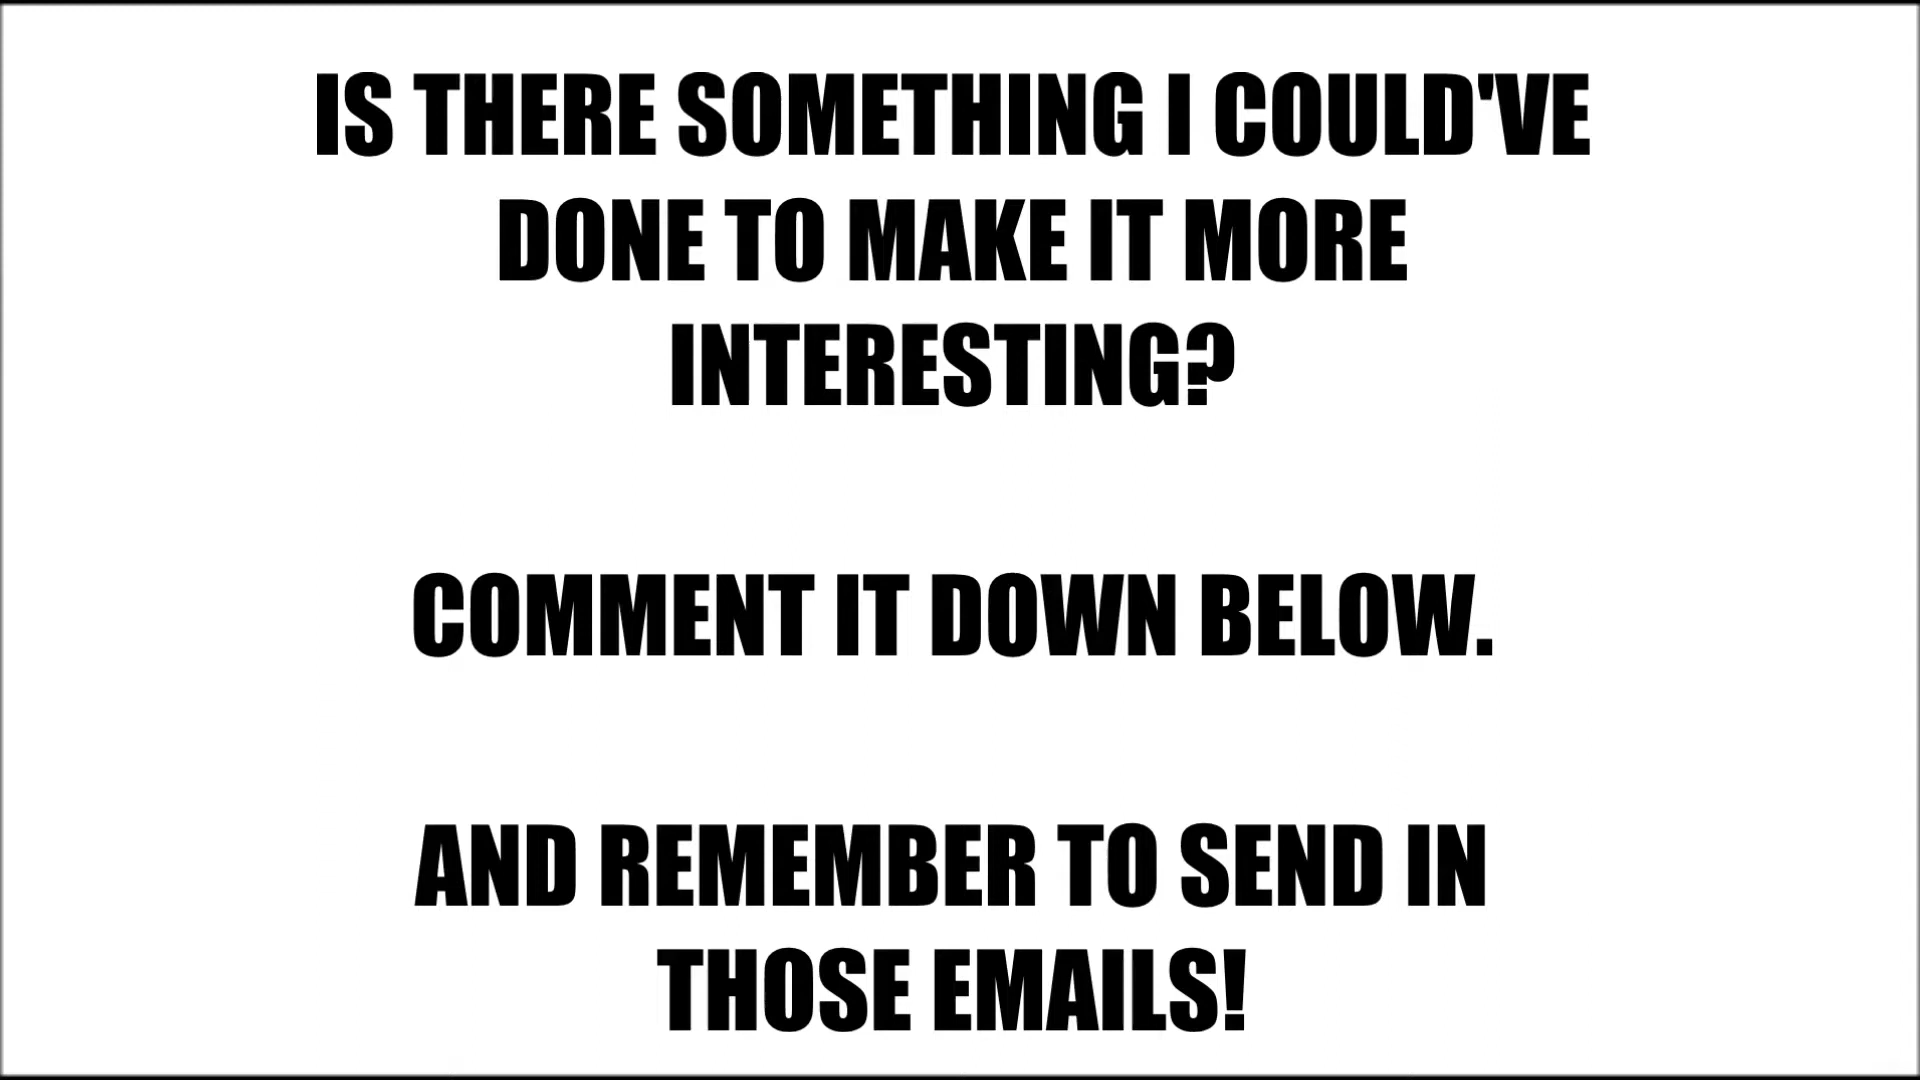 IS THERE SOMETHING I COULD'VE
DONE TO MAKE IT MORE
INTERESTING?
COMMENT IT DOWN BELOW.
AND REMEMBER TO SEND IN
THOSE EMAILS!